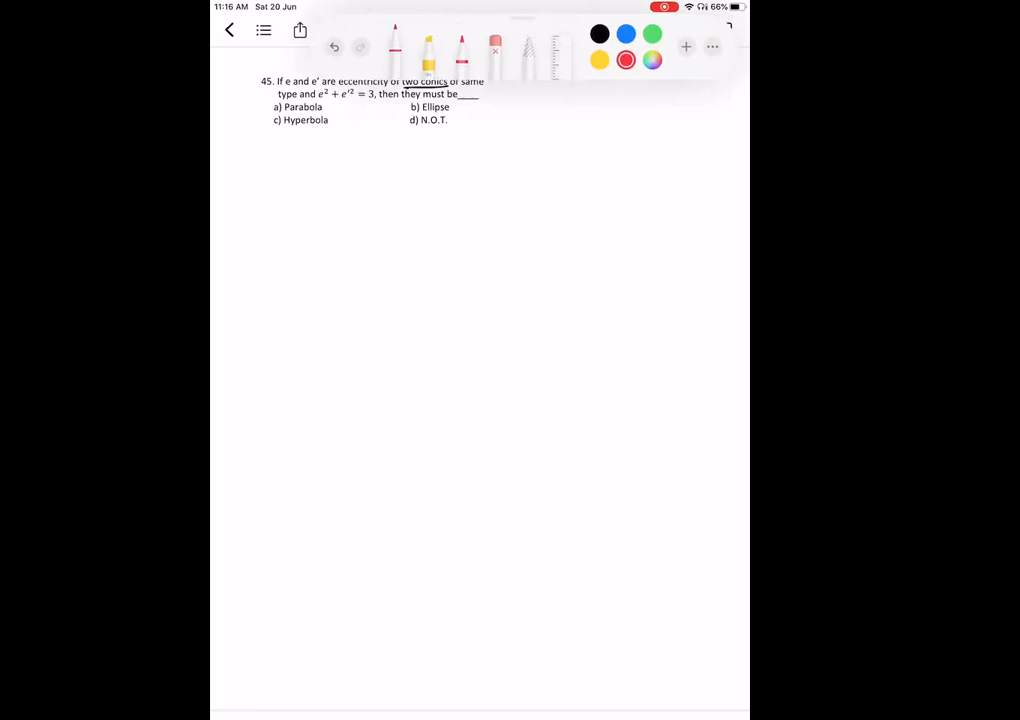 11:16 AM Sat 20 Jun 66%
45. If e and e' are eccentricity of two conics of same
type and e² + e'² = 3, then they must be____
a) Parabola b) Ellipse
c) Hyperbola d) N.O.T.